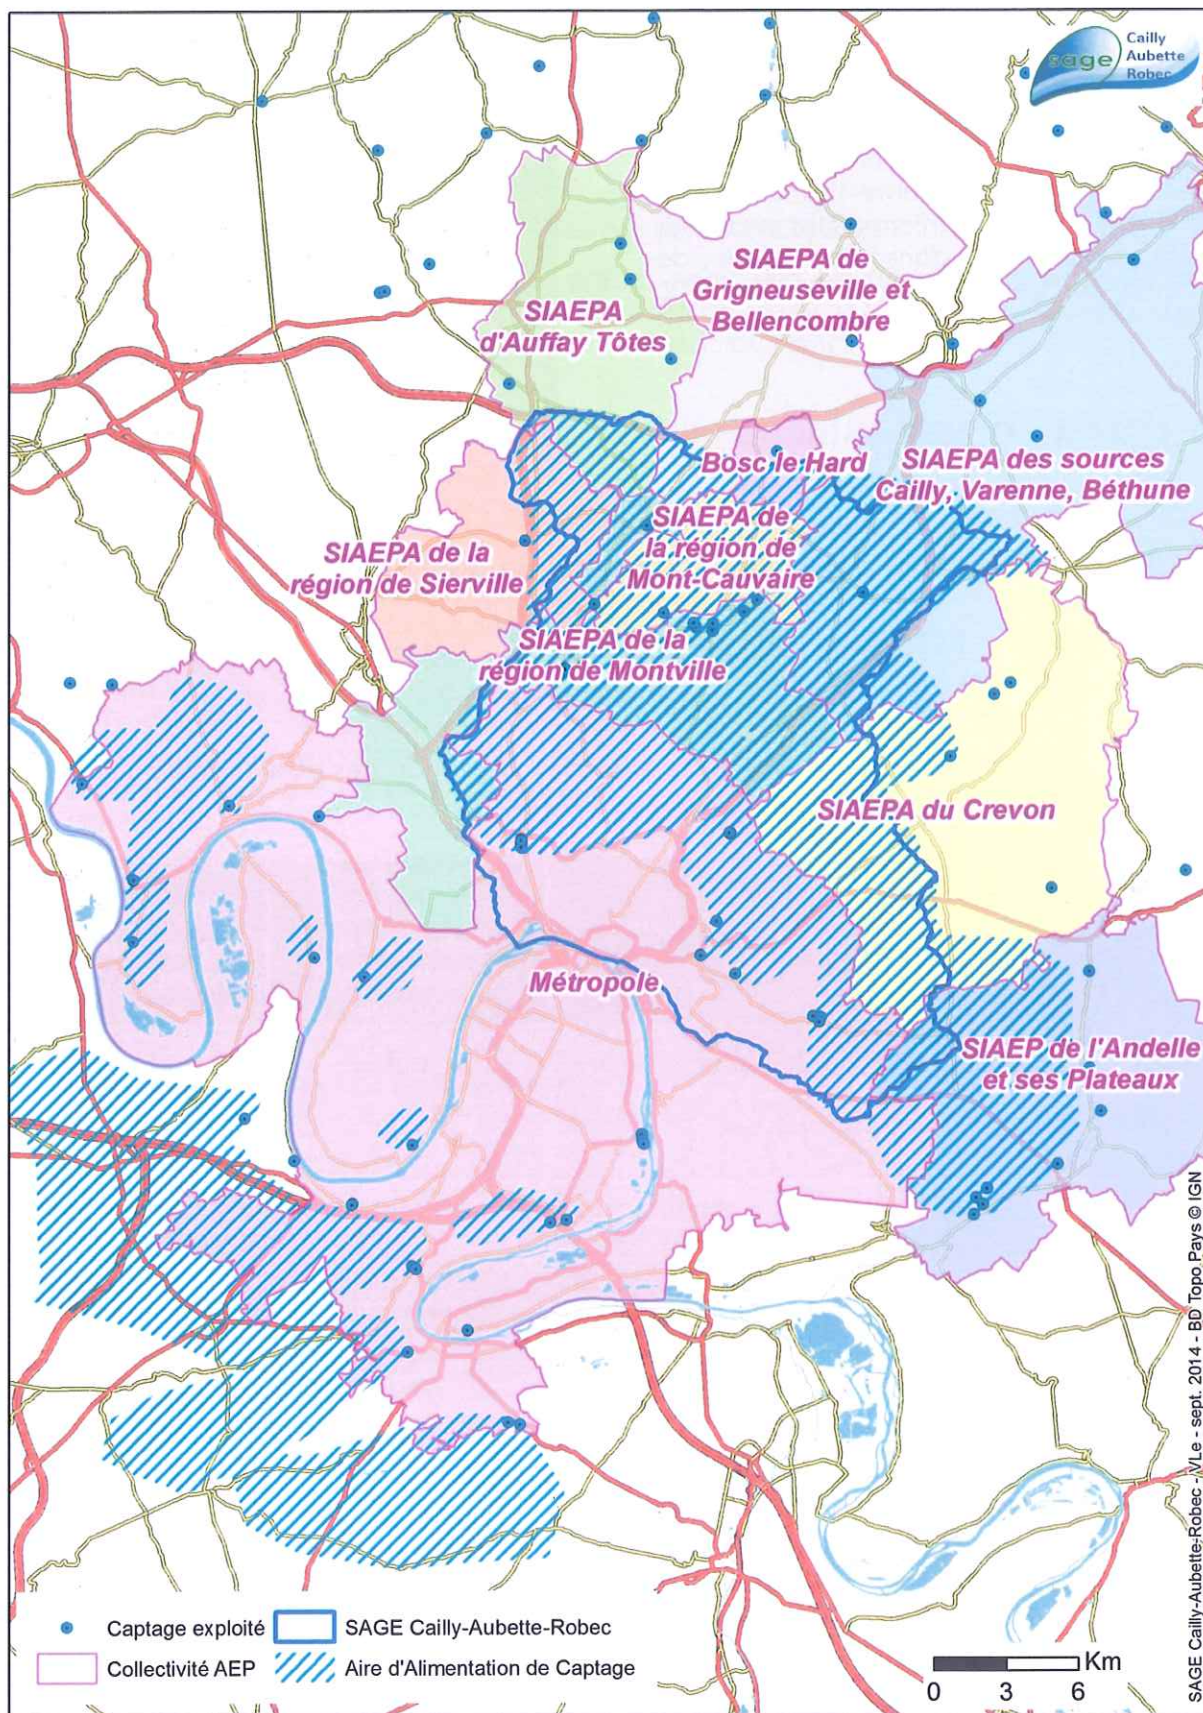 sage
Cailly
Aubette
Robec
SIAEPA de
Grigneuseville et
Bellencombre
SIAEPA
d'Auffay Tôtes
Bosc le Hard
SIAEPA des sources
Cailly, Varenne, Béthune
SIAEPA de
la région de
Mont-Cauvaire
SIAEPA de la
région de Sierville
SIAEPA de la
région de Montville
SIAEPA du Crevon
Métropole
SIAEP de l'Andelle
et ses Plateaux
Captage exploité
SAGE Cailly-Aubette-Robec
Collectivité AEP
Aire d'Alimentation de Captage
Km
0 3 6
SAGE Cailly-Aubette-Robec - VLe - sept. 2014 - BD Topo Pays © IGN